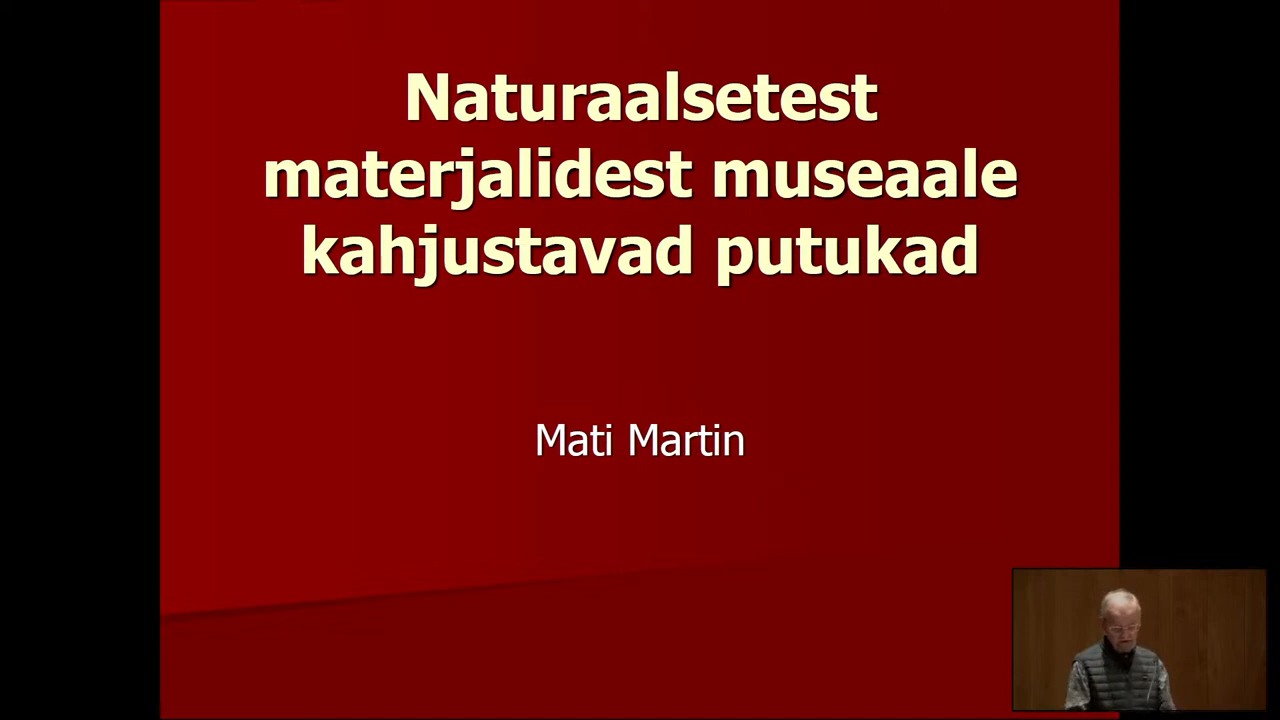 Naturaalsetest
materjalidest museaale
kahjustavad putukad
Mati Martin